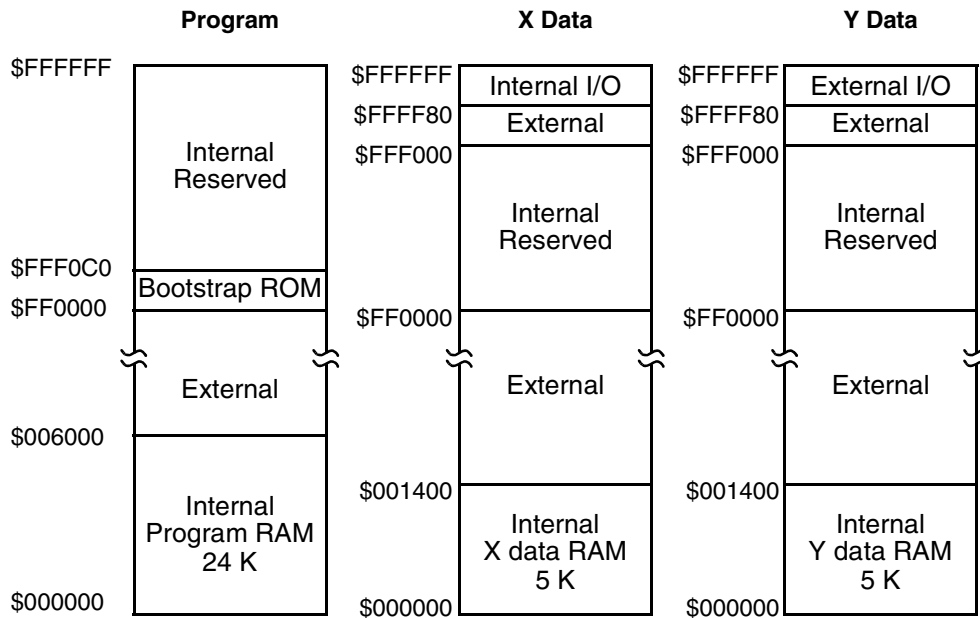 Program
$FFFFFF
Internal
Reserved
$FFF0C0
Bootstrap ROM
$FF0000
External
$006000
Internal
Program RAM
24 K
$000000
X Data
$FFFFFF
Internal I/O
$FFFF80
External
$FFF000
Internal
Reserved
$FF0000
External
$001400
Internal
X data RAM
5 K
$000000
Y Data
$FFFFFF
External I/O
$FFFF80
External
$FFF000
Internal
Reserved
$FF0000
External
$001400
Internal
Y data RAM
5 K
$000000